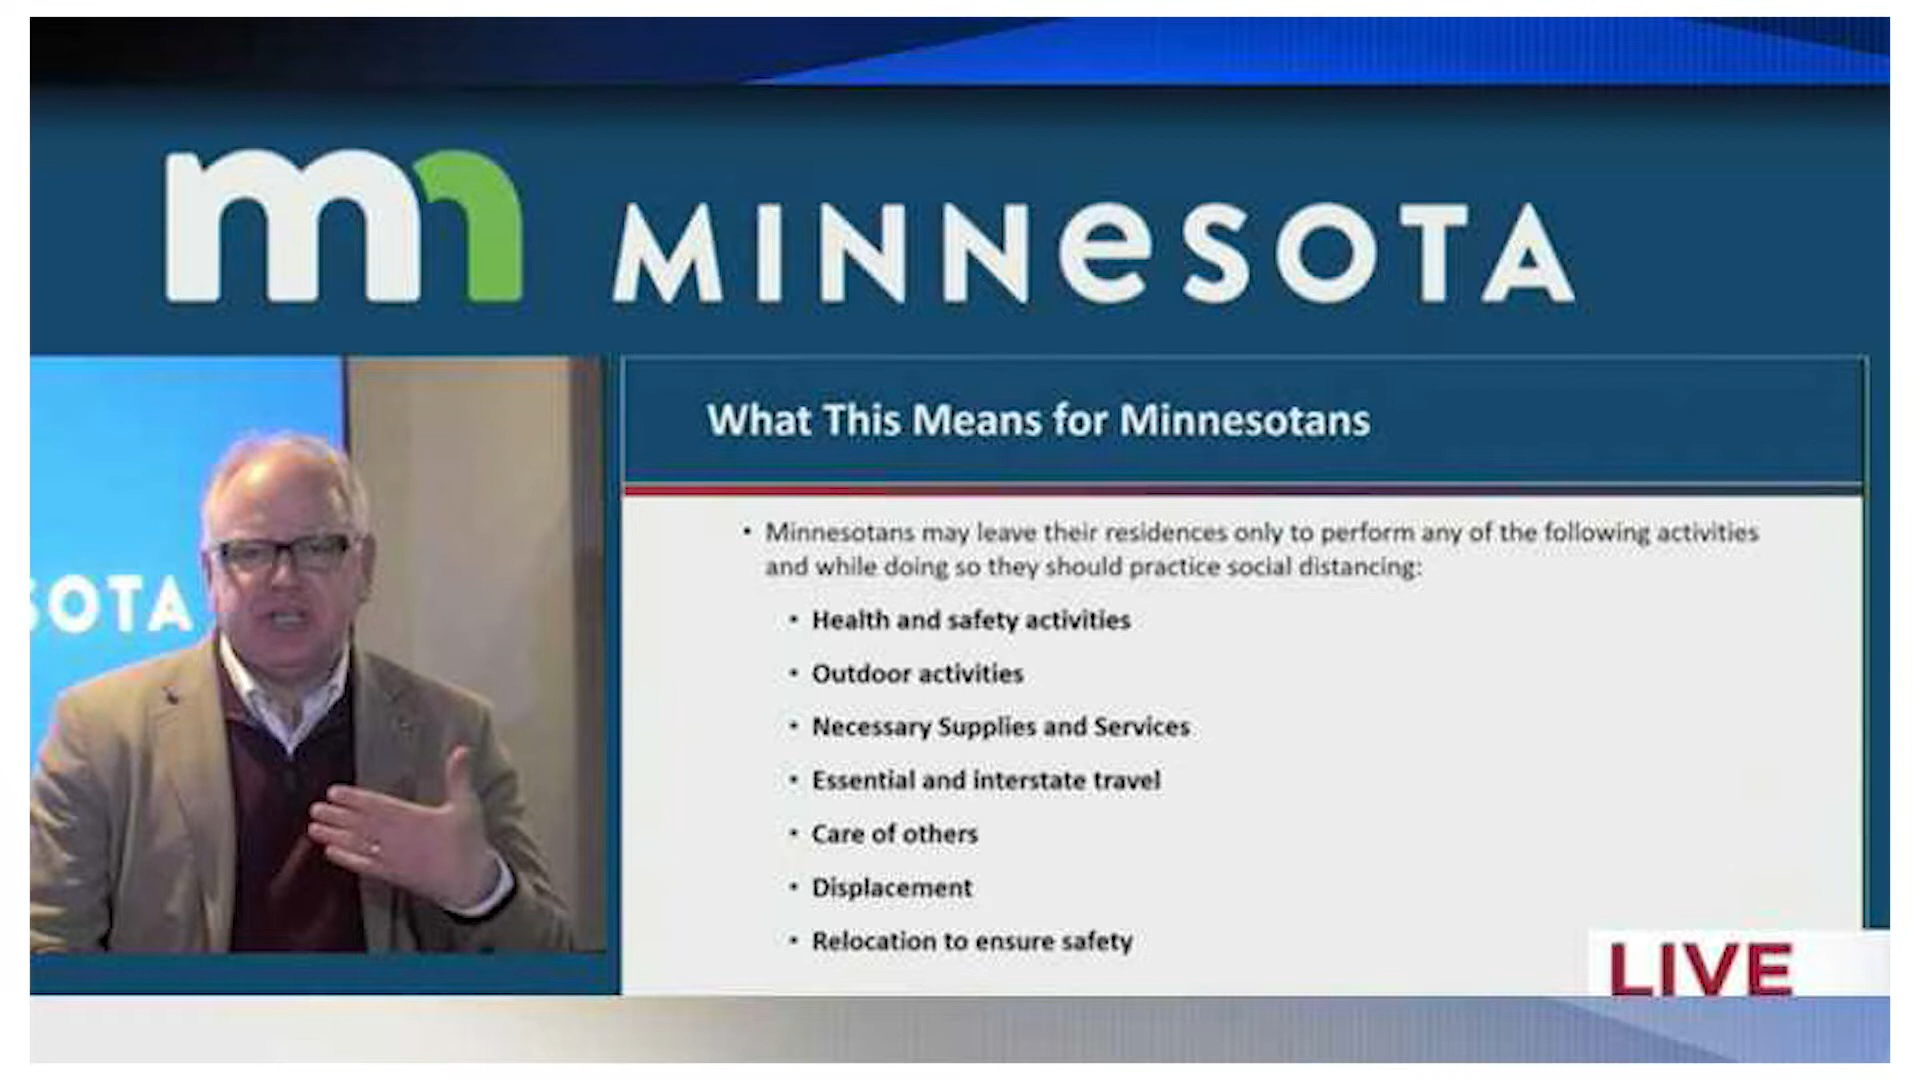 mn MINNeSOTA
What This Means for Minnesotans
• Minnesotans may leave their residences only to perform any of the following activities
and while doing so they should practice social distancing:
• Health and safety activities
• Outdoor activities
• Necessary Supplies and Services
• Essential and interstate travel
• Care of others
• Displacement
• Relocation to ensure safety
SOTA
LIVE